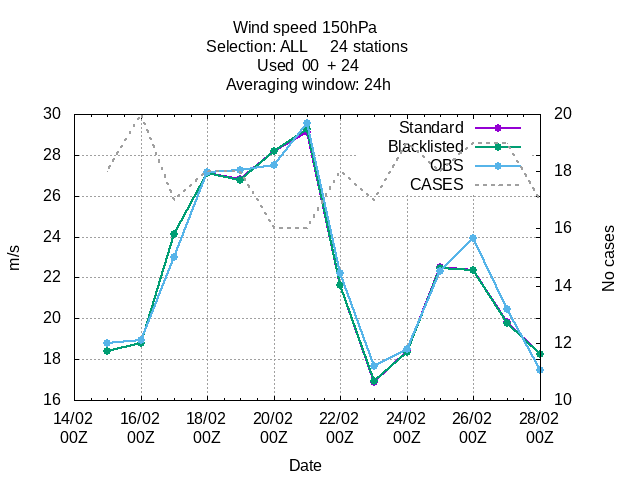 Wind speed 150hPa
Selection: ALL     24 stations
Used  00  + 24
Averaging window: 24h
30
28
26
24
22
20
18
16
20
18
16
14
12
10
Standard
Blacklisted
OBS
CASES
m/s
No cases
14/02 16/02 18/02 20/02 22/02 24/02 26/02 28/02
00Z 00Z 00Z 00Z 00Z 00Z 00Z 00Z
Date